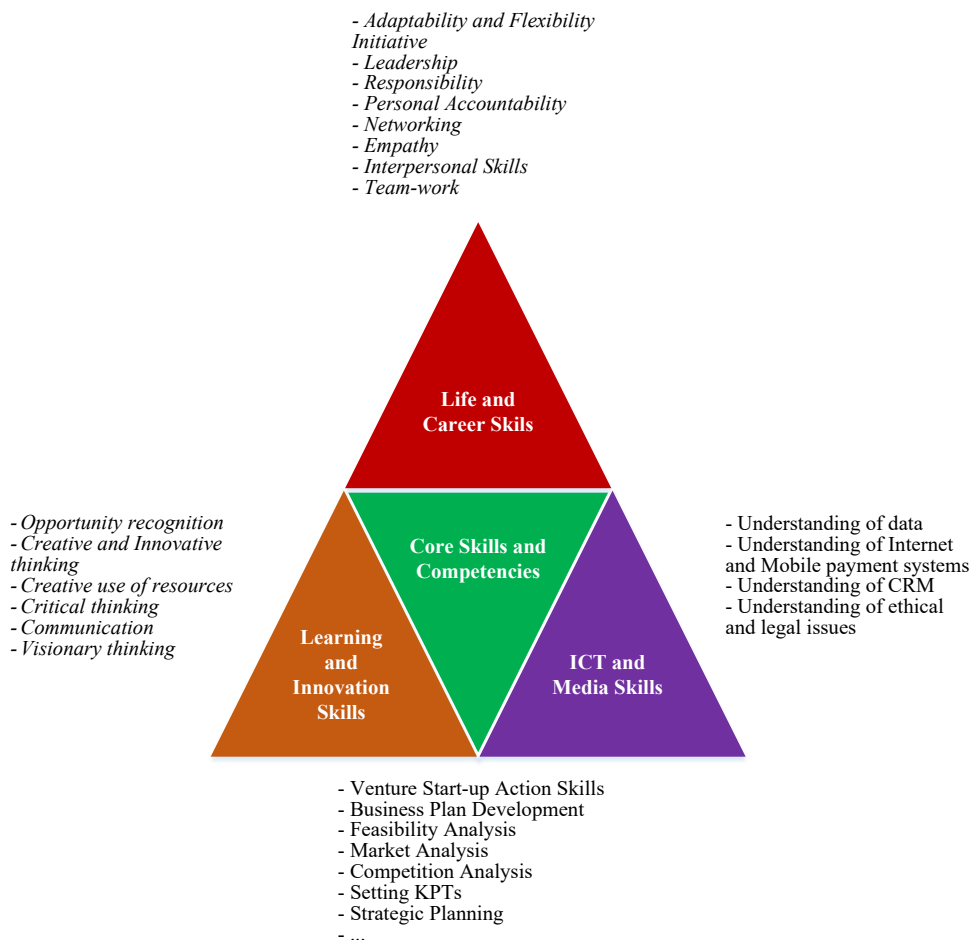 - Adaptability and Flexibility
Initiative
- Leadership
- Responsibility
- Personal Accountability
- Networking
- Empathy
- Interpersonal Skills
- Team-work
Life and
Career Skils
- Opportunity recognition
- Creative and Innovative
thinking
- Creative use of resources
- Critical thinking
- Communication
- Visionary thinking
Core Skills and
Competencies
- Understanding of data
- Understanding of Internet
and Mobile payment systems
- Understanding of CRM
- Understanding of ethical
and legal issues
Learning
and
Innovation
Skills
ICT and
Media Skills
- Venture Start-up Action Skills
- Business Plan Development
- Feasibility Analysis
- Market Analysis
- Competition Analysis
- Setting KPTs
- Strategic Planning
- ...